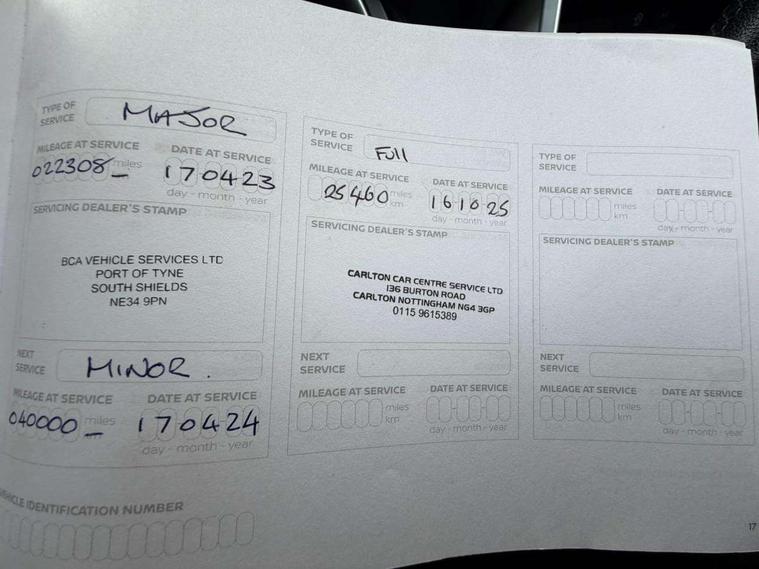 TYPE OF
SERVICE
MAJOR
MILEAGE AT SERVICE
DATE AT SERVICE
022308
miles
170423
day - month - year
SERVICING DEALER'S STAMP
BCA VEHICLE SERVICES LTD
PORT OF TYNE
SOUTH SHIELDS
NE34 9PN
NEXT
SERVICE
MINOR.
MILEAGE AT SERVICE
DATE AT SERVICE
040000
miles
170424
day - month - year
VEHICLE IDENTIFICATION NUMBER
TYPE OF
SERVICE
Full
MILEAGE AT SERVICE
DATE AT SERVICE
25460
miles
km
161025
day - month - year
SERVICING DEALER'S STAMP
CARLTON CAR CENTRE SERVICE LTD
136 BURTON ROAD
CARLTON NOTTINGHAM NG4 3GP
0115 9615389
NEXT
SERVICE
MILEAGE AT SERVICE
DATE AT SERVICE
miles
km
day - month - year
TYPE OF
SERVICE
MILEAGE AT SERVICE
DATE AT SERVICE
miles
km
day - month - year
SERVICING DEALER'S STAMP
NEXT
SERVICE
MILEAGE AT SERVICE
DATE AT SERVICE
miles
km
day - month - year
17